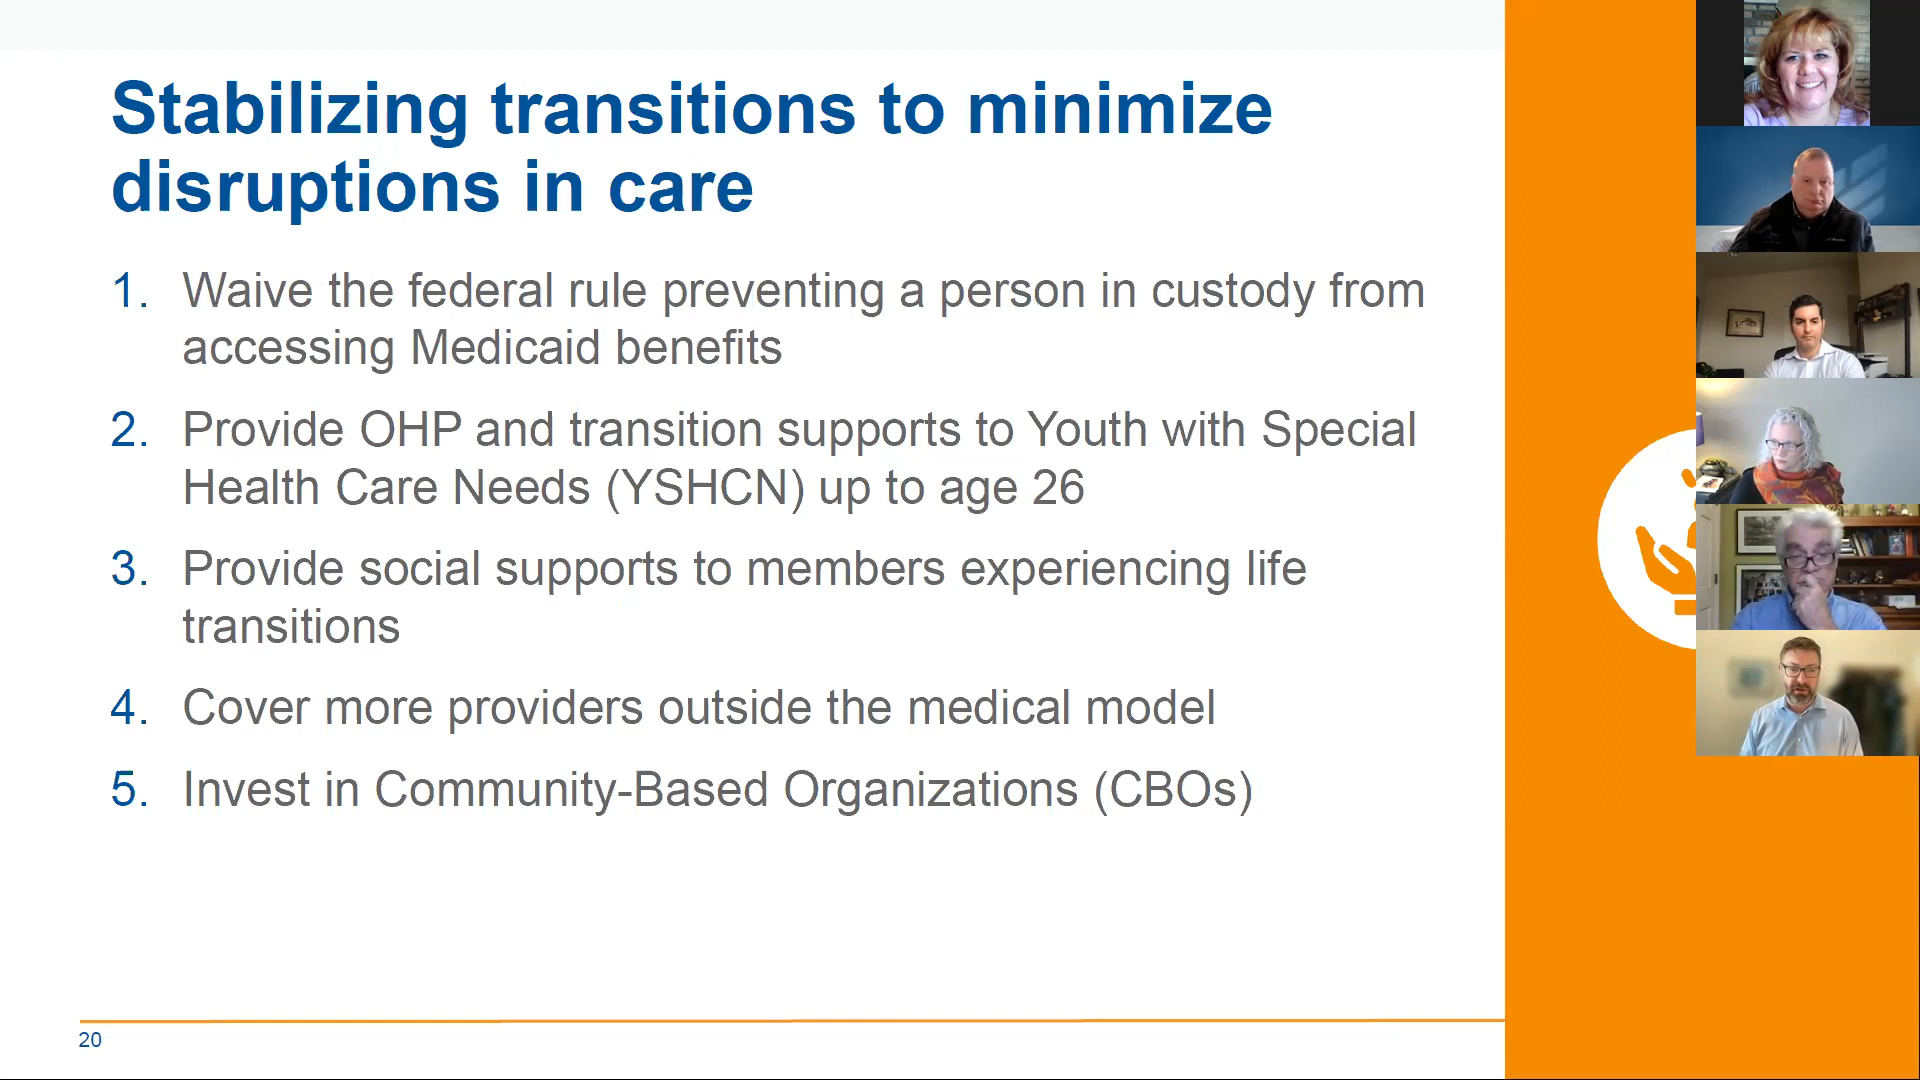 Stabilizing transitions to minimize
disruptions in care
1. Waive the federal rule preventing a person in custody from
accessing Medicaid benefits
2. Provide OHP and transition supports to Youth with Special
Health Care Needs (YSHCN) up to age 26
3. Provide social supports to members experiencing life
transitions
4. Cover more providers outside the medical model
5. Invest in Community-Based Organizations (CBOs)
20